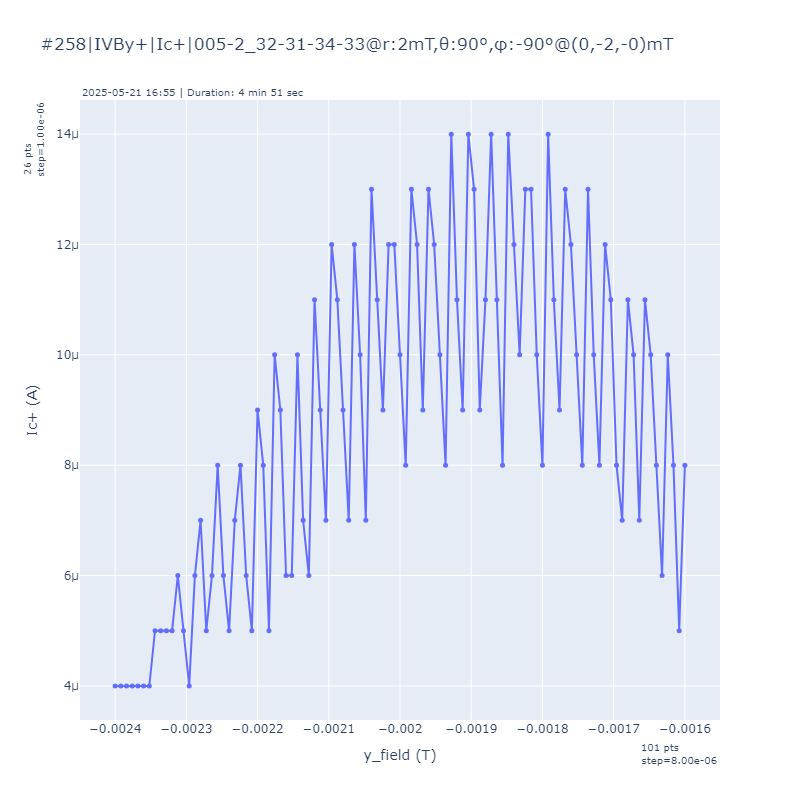 #258|IVBy+|Ic+|005-2_32-31-34-33@r:2mT,θ:90º,φ:-90º@(0,-2,-0)mT
2025-05-21 16:55 | Duration: 4 min 51 sec
26 pts
step=1.00e-06
14μ
12μ
10μ
8μ
6μ
4μ
Ic+ (A)
−0.0024
−0.0023
−0.0022
−0.0021
−0.002
−0.0019
−0.0018
−0.0017
−0.0016
y_field (T)
101 pts
step=8.00e-06